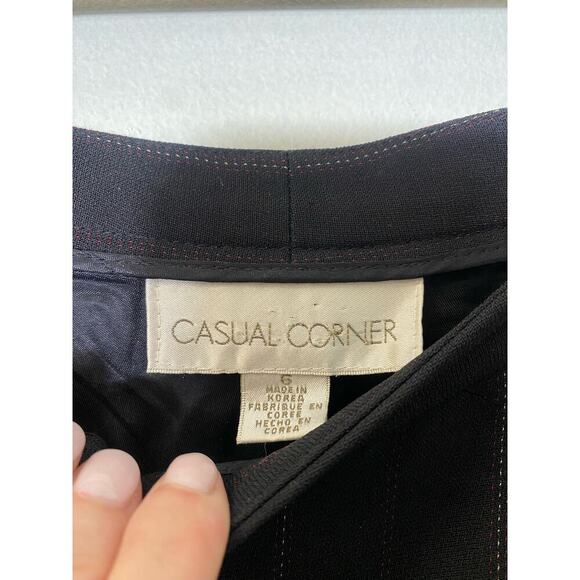 CASUAL CORNER
6
MADE IN
KOREA
FABRIQUE EN
COREE
HECHO EN
COREA